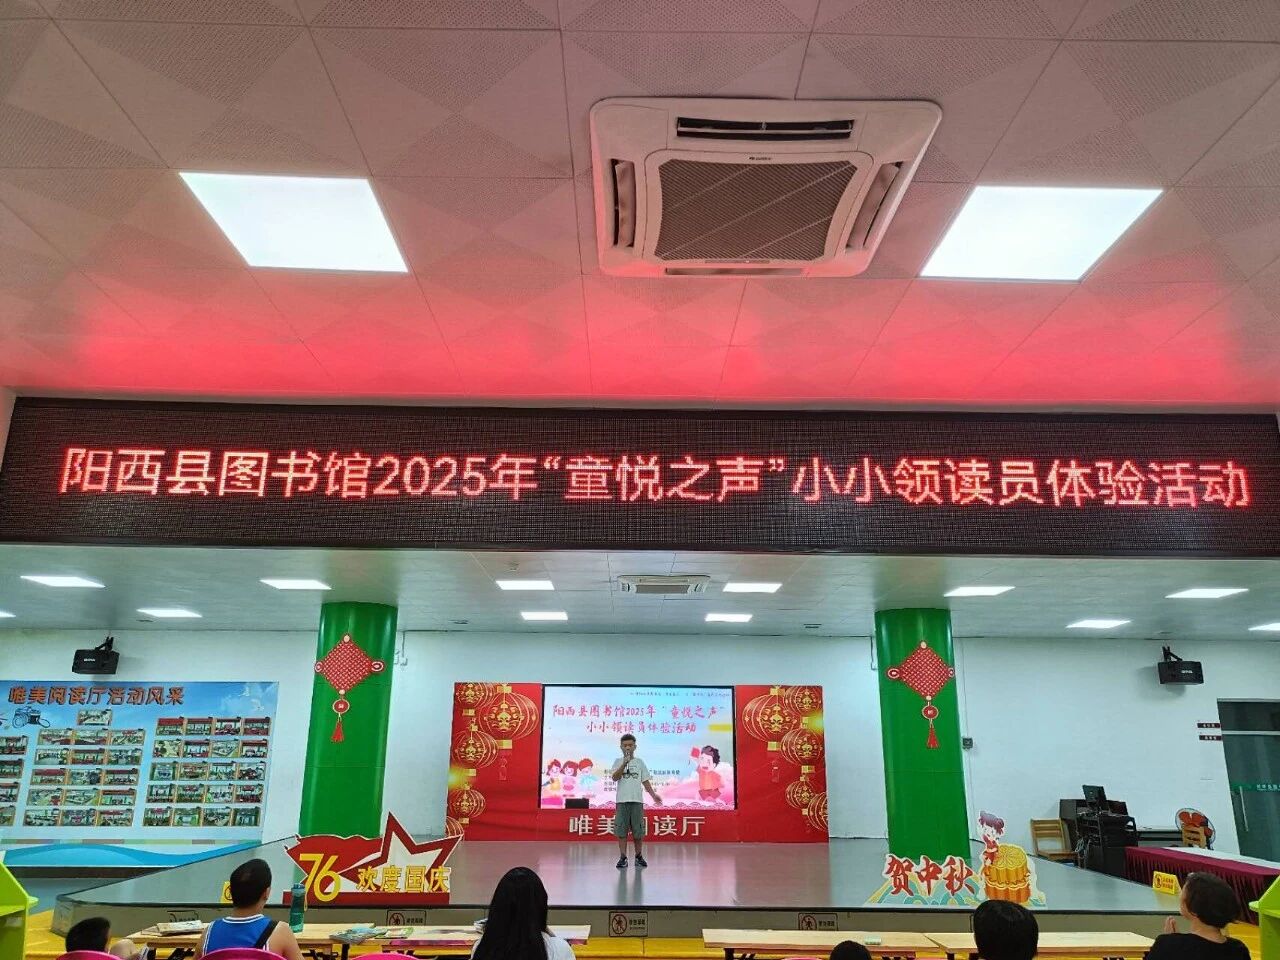 阳西县图书馆2025年“童悦之声”小小领读员体验活动
唯美阅读厅活动风采
阳西县图书馆2025年“童悦之声”
小小领读员体验活动
唯美阅读厅
76 欢度国庆
贺中秋